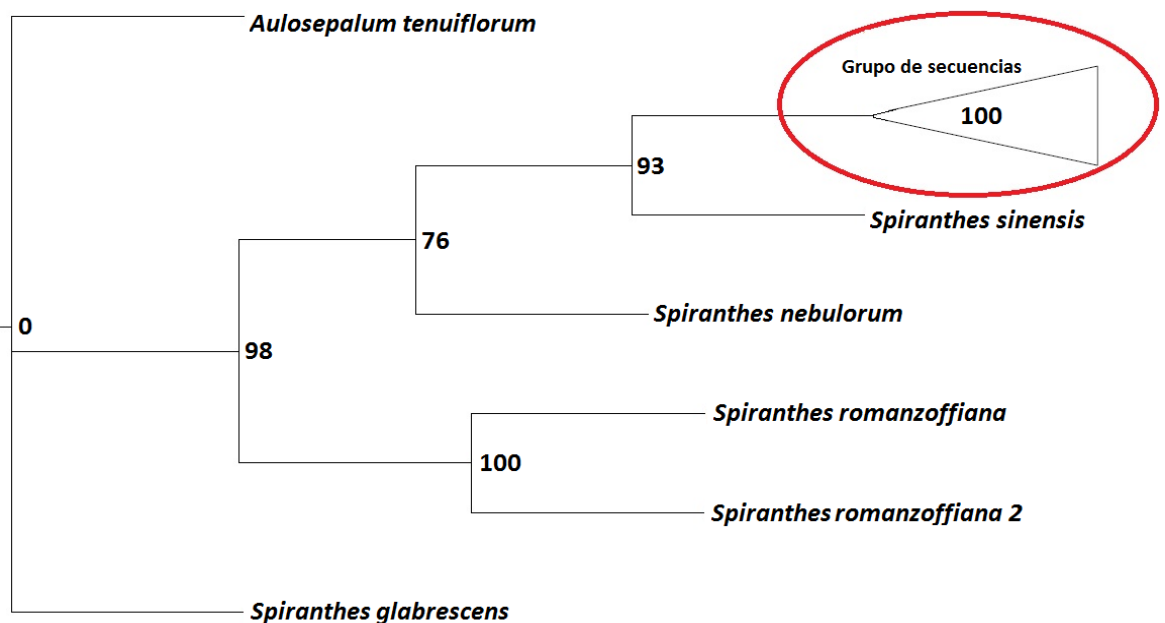 Aulosepalum tenuiflorum
Grupo de secuencias
100
93
Spiranthes sinensis
76
Spiranthes nebulorum
0
98
Spiranthes romanzoffiana
100
Spiranthes romanzoffiana 2
Spiranthes glabrescens